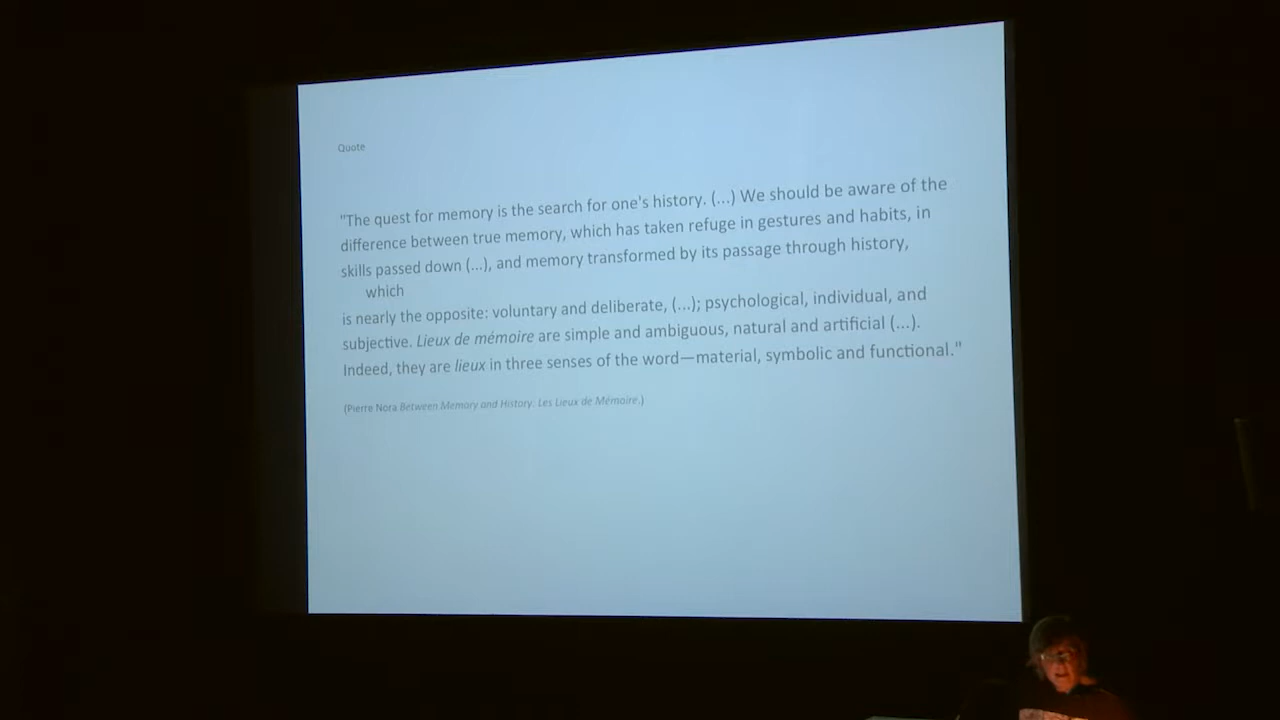 Quote
"The quest for memory is the search for one's history. (...) We should be aware of the
difference between true memory, which has taken refuge in gestures and habits, in
skills passed down (...), and memory transformed by its passage through history,
which
is nearly the opposite: voluntary and deliberate, (...); psychological, individual, and
subjective. Lieux de mémoire are simple and ambiguous, natural and artificial (...).
Indeed, they are lieux in three senses of the word—material, symbolic and functional."
(Pierre Nora Between Memory and History. Les Lieux de Mémoire.)